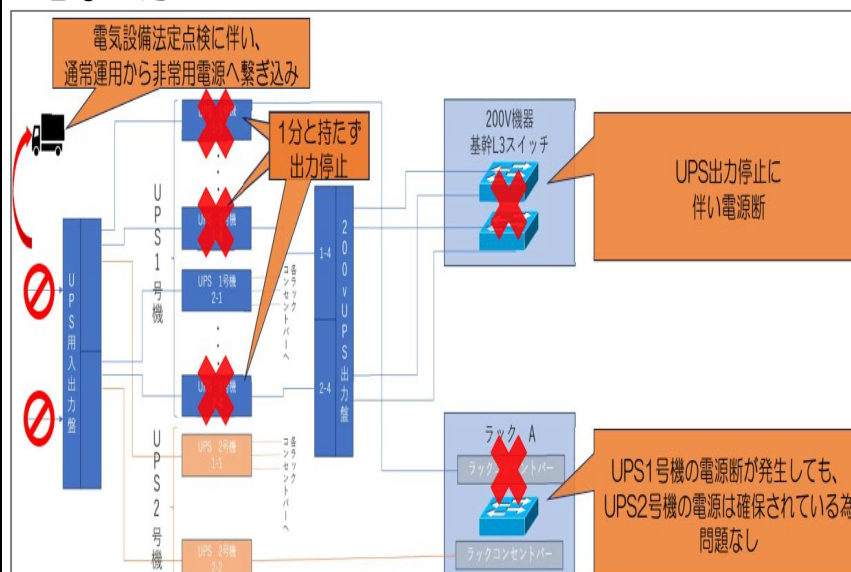 電気設備法定点検に伴い、
通常運用から非常用電源へ繋ぎ込み
1分と持たず
出力停止
200V機器
基幹L3スイッチ
UPS出力停止に
伴い電源断
UPS1号機
UPS 1号機
2-1
各ラック
コンセントバーへ
UPS用入出力盤
1-4
2-4
200vUPS出力盤
UPS2号機
UPS 2号機
1-1
各ラック
コンセントバーへ
UPS 2号機
2-2
ラック A
ラックコンセントバー
ラックコンセントバー
UPS1号機の電源断が発生しても、
UPS2号機の電源は確保されている為
問題なし